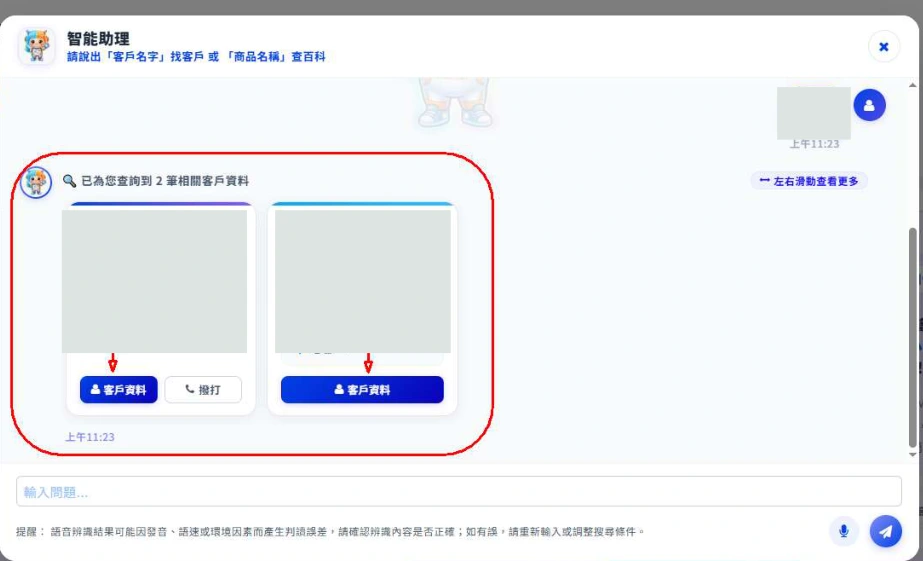 智能助理
請說出「客戶名字」找客戶 或 「商品名稱」查百科
上午11:23
已為您查詢到 2 筆相關客戶資料
左右滑動查看更多
客戶資料
撥打
客戶資料
上午11:23
輸入問題...
提醒： 語音辨識結果可能因發音、語速或環境因素而產生判讀誤差，請確認辨識內容是否正確；如有誤，請重新輸入或調整搜尋條件。